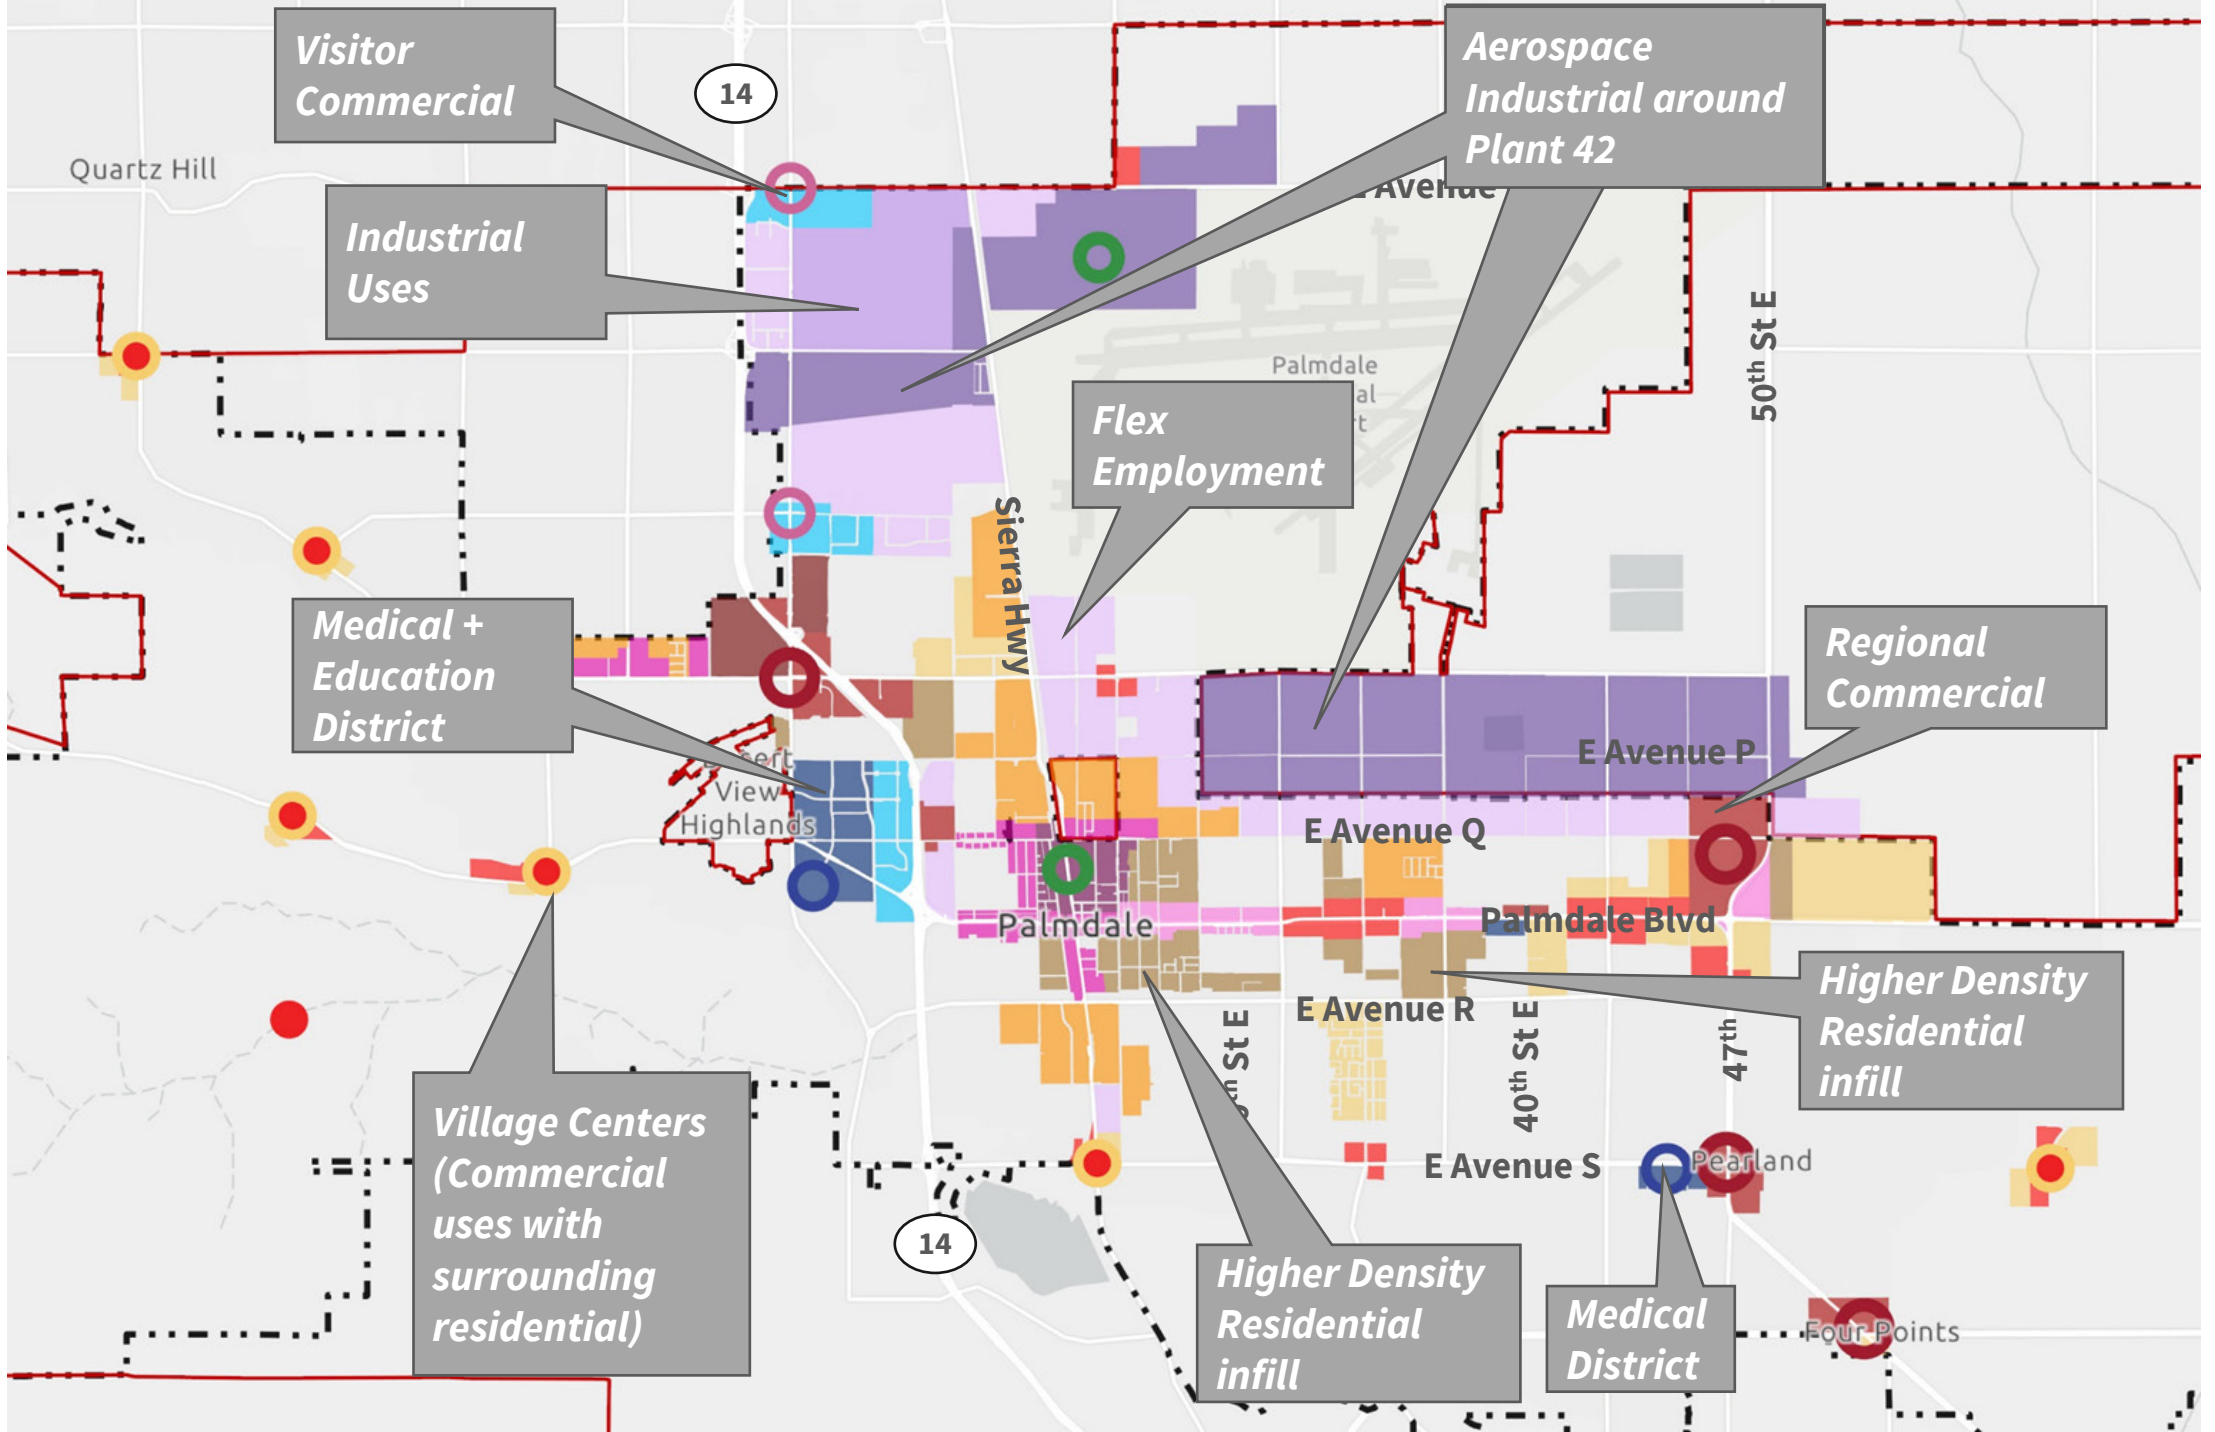 Visitor
Commercial
14
Aerospace
Industrial around
Plant 42
Quartz Hill
Avenue
Industrial
Uses
50th St E
Palmdale
al
Flex
Employment
Sierra Hwy
Medical +
Education
District
Regional
Commercial
E Avenue P
View
Highlands
E Avenue Q
Palmdale
Palmdale Blvd
Higher Density
Residential
infill
E Avenue R
St E
40th St E
47th
Village Centers
(Commercial
uses with
surrounding
residential)
E Avenue S
Pearland
14
Higher Density
Residential
infill
Medical
District
Four Points